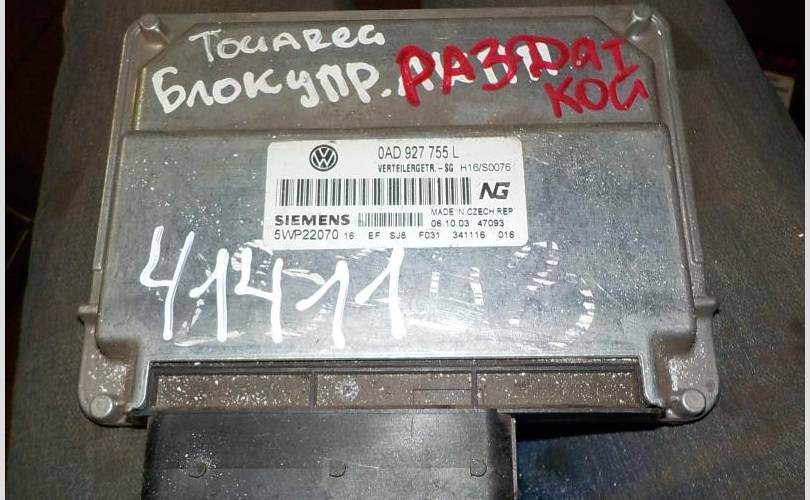 TOUAREG
БЛОК УПР.
РАЗДАТ
КОЙ
0AD 927 755 L
VERTEILERGETR.-SG H16/S0076
NG
SIEMENS
MADE IN CZECH REP
06.10.03 47093
5WP22070 16 EF SJ8 F031 341116 016
41411